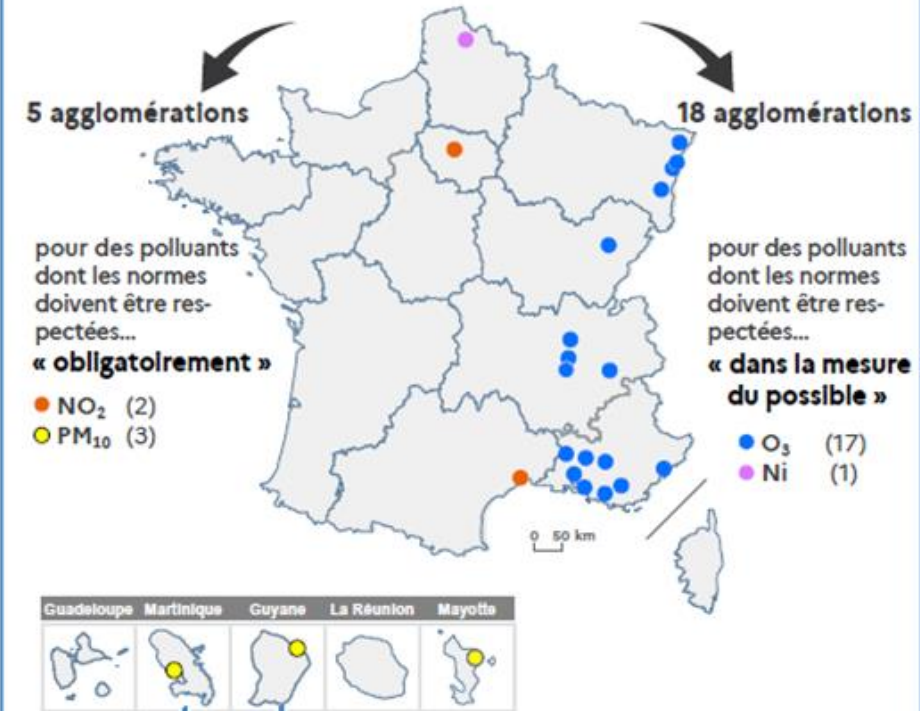 5 agglomérations
18 agglomérations
pour des polluants
dont les normes
doivent être res-
pectées...
« obligatoirement »
NO₂ (2)
PM₁₀ (3)
pour des polluants
dont les normes
doivent être res-
pectées...
« dans la mesure
du possible »
O₃ (17)
Ni (1)
0 50 km
Guadeloupe Martinique Guyane La Réunion Mayotte